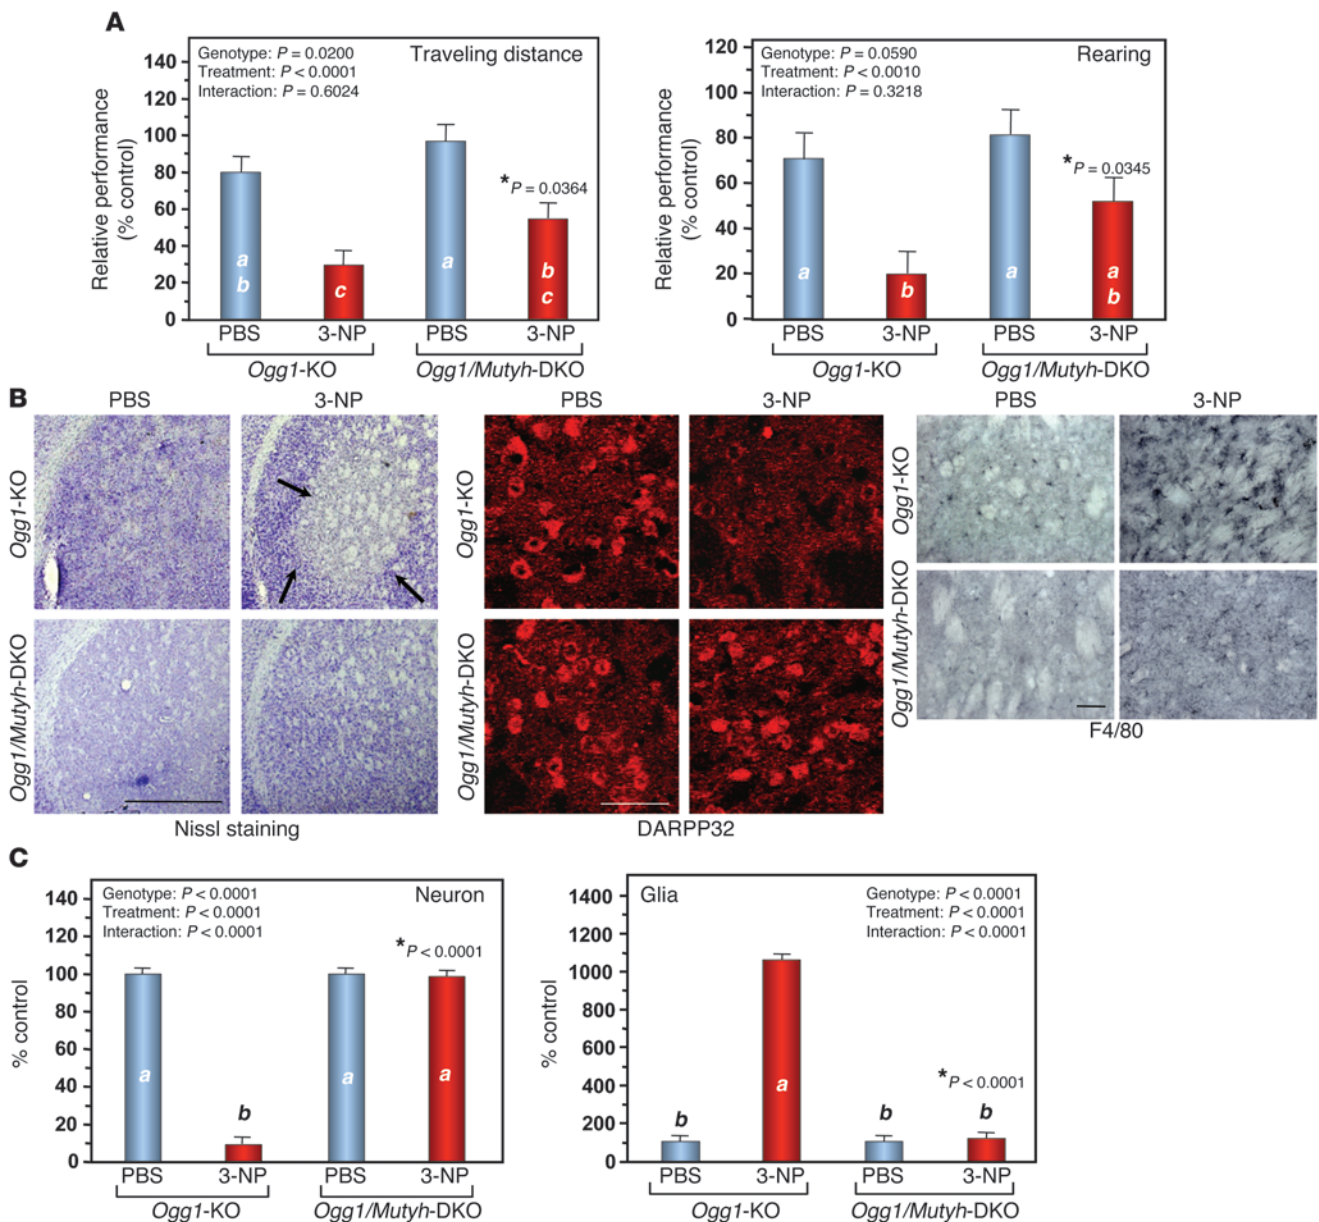 A
Genotype: P = 0.0200
Treatment: P < 0.0001
Interaction: P = 0.6024
Traveling distance
Relative performance
(% control)
140
120
100
80
60
40
20
0
a
b
c
a
* P = 0.0364
b
c
PBS
3-NP
PBS
3-NP
Ogg1-KO
Ogg1/Mutyh-DKO
Genotype: P = 0.0590
Treatment: P < 0.0010
Interaction: P = 0.3218
Rearing
Relative performance
(% control)
120
100
80
60
40
20
0
a
b
a
* P = 0.0345
a
b
PBS
3-NP
PBS
3-NP
Ogg1-KO
Ogg1/Mutyh-DKO
B
PBS
3-NP
Ogg1-KO
Ogg1/Mutyh-DKO
Nissl staining
PBS
3-NP
Ogg1-KO
Ogg1/Mutyh-DKO
DARPP32
PBS
3-NP
Ogg1-KO
Ogg1/Mutyh-DKO
F4/80
C
Genotype: P < 0.0001
Treatment: P < 0.0001
Interaction: P < 0.0001
Neuron
% control
140
120
100
80
60
40
20
0
a
b
a
* P < 0.0001
a
PBS
3-NP
PBS
3-NP
Ogg1-KO
Ogg1/Mutyh-DKO
Glia
Genotype: P < 0.0001
Treatment: P < 0.0001
Interaction: P < 0.0001
% control
1400
1200
1000
800
600
400
200
0
b
a
b
* P < 0.0001
b
PBS
3-NP
PBS
3-NP
Ogg1-KO
Ogg1/Mutyh-DKO